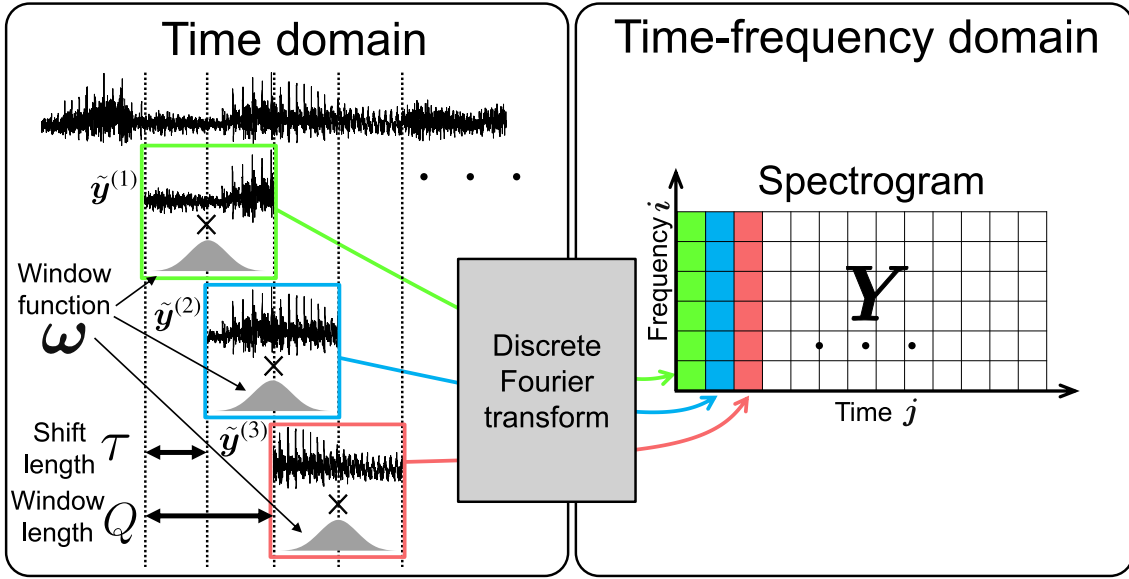 Time domain
Time-frequency domain
ỹ⁽¹⁾
×
. . .
Window
function
ω
ỹ⁽²⁾
×
Shift
length τ
ỹ⁽³⁾
Window
length Q
×
Discrete
Fourier
transform
Spectrogram
Frequency i
Y
. . .
Time j